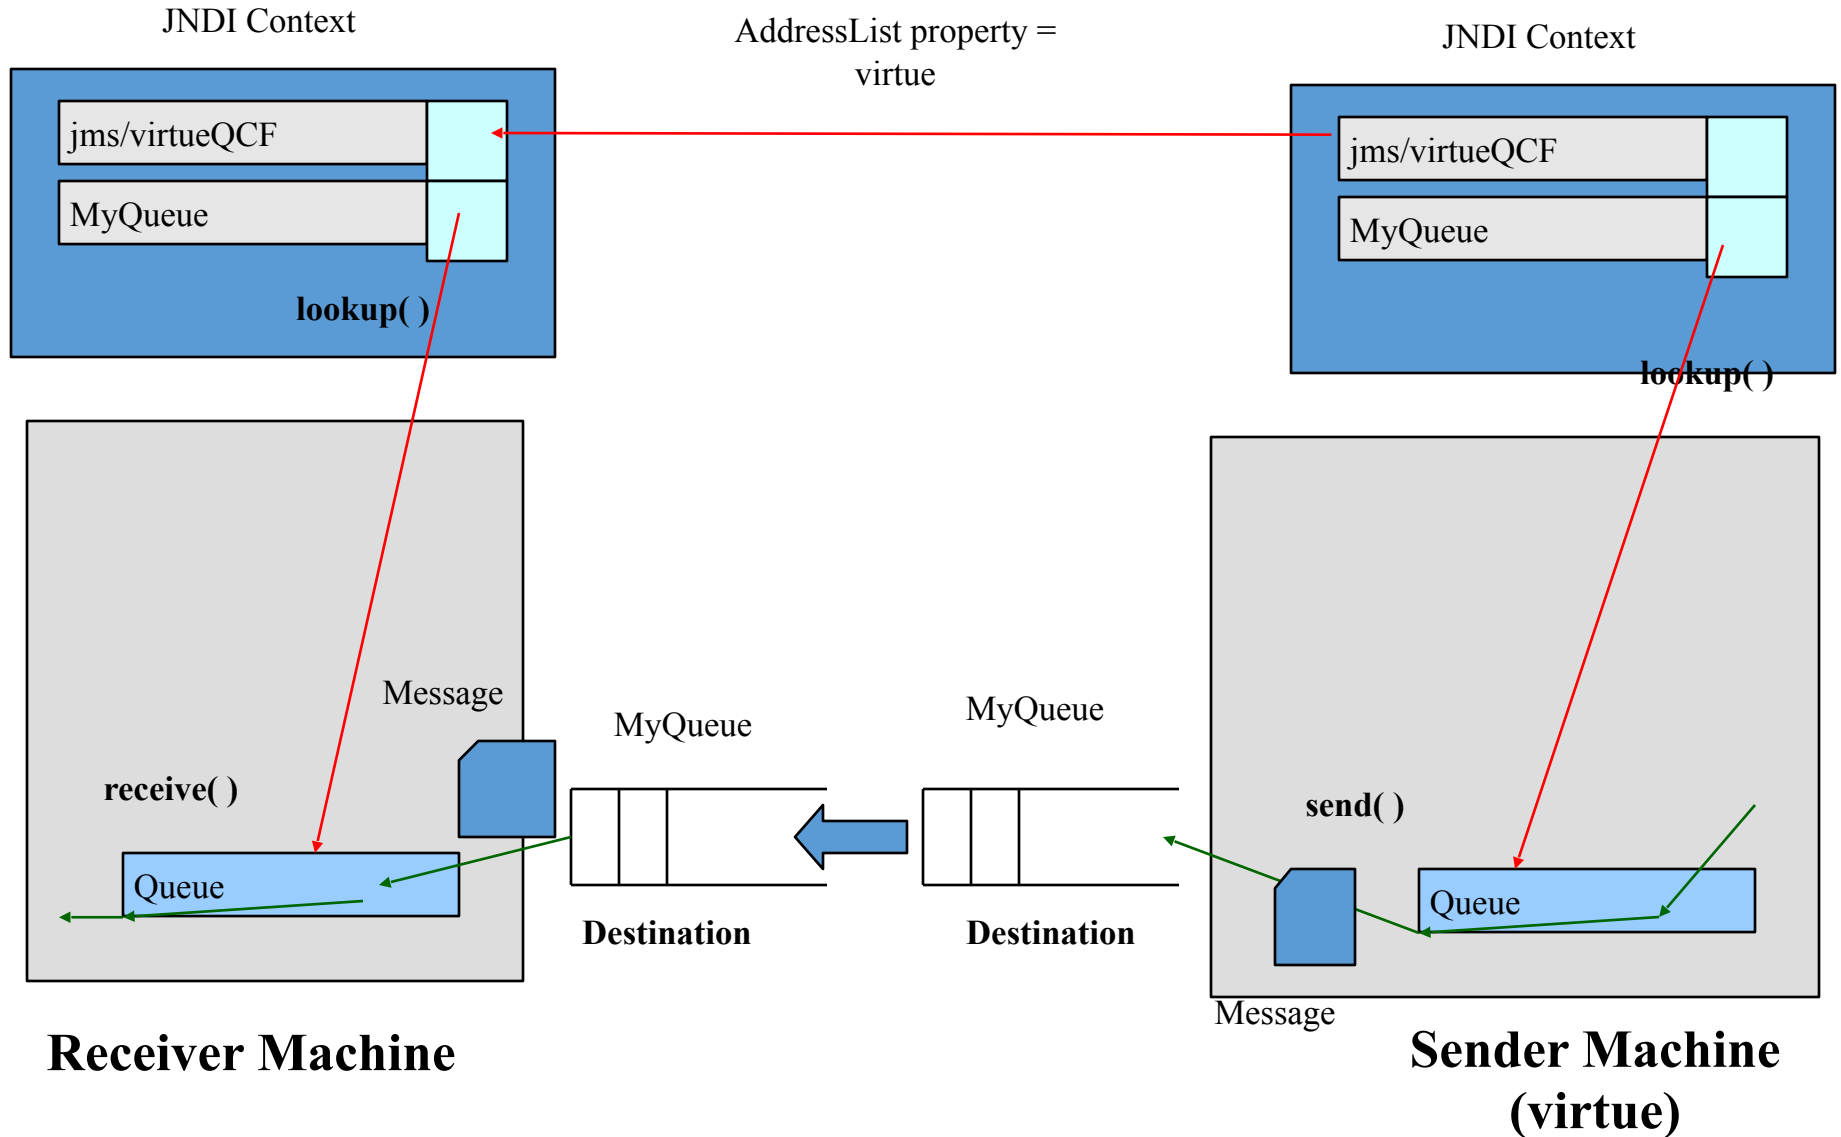 JNDI Context
AddressList property =
virtue
JNDI Context
jms/virtueQCF
MyQueue
lookup( )
jms/virtueQCF
MyQueue
lookup( )
Message
MyQueue
MyQueue
receive( )
send( )
Queue
Queue
Destination
Destination
Message
Receiver Machine
Sender Machine
(virtue)